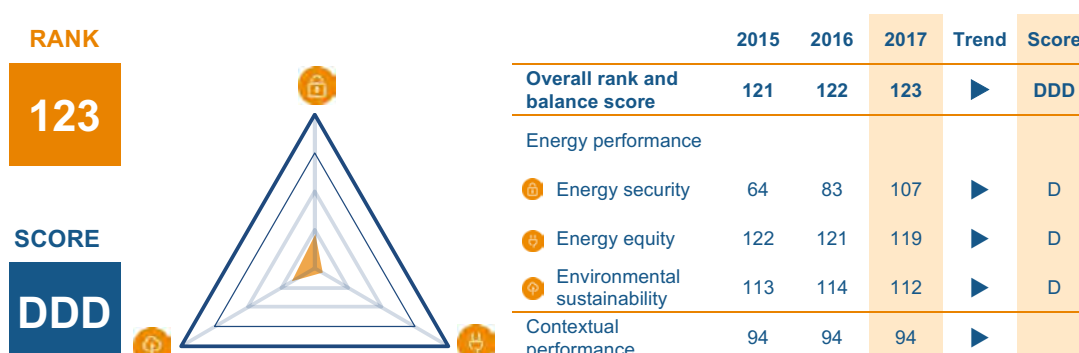 RANK
123
SCORE
DDD
2015 2016 2017 Trend Score
Overall rank and
balance score 121 122 123 DDD
Energy performance
Energy security 64 83 107 D
Energy equity 122 121 119 D
Environmental
sustainability 113 114 112 D
Contextual
performance 94 94 94